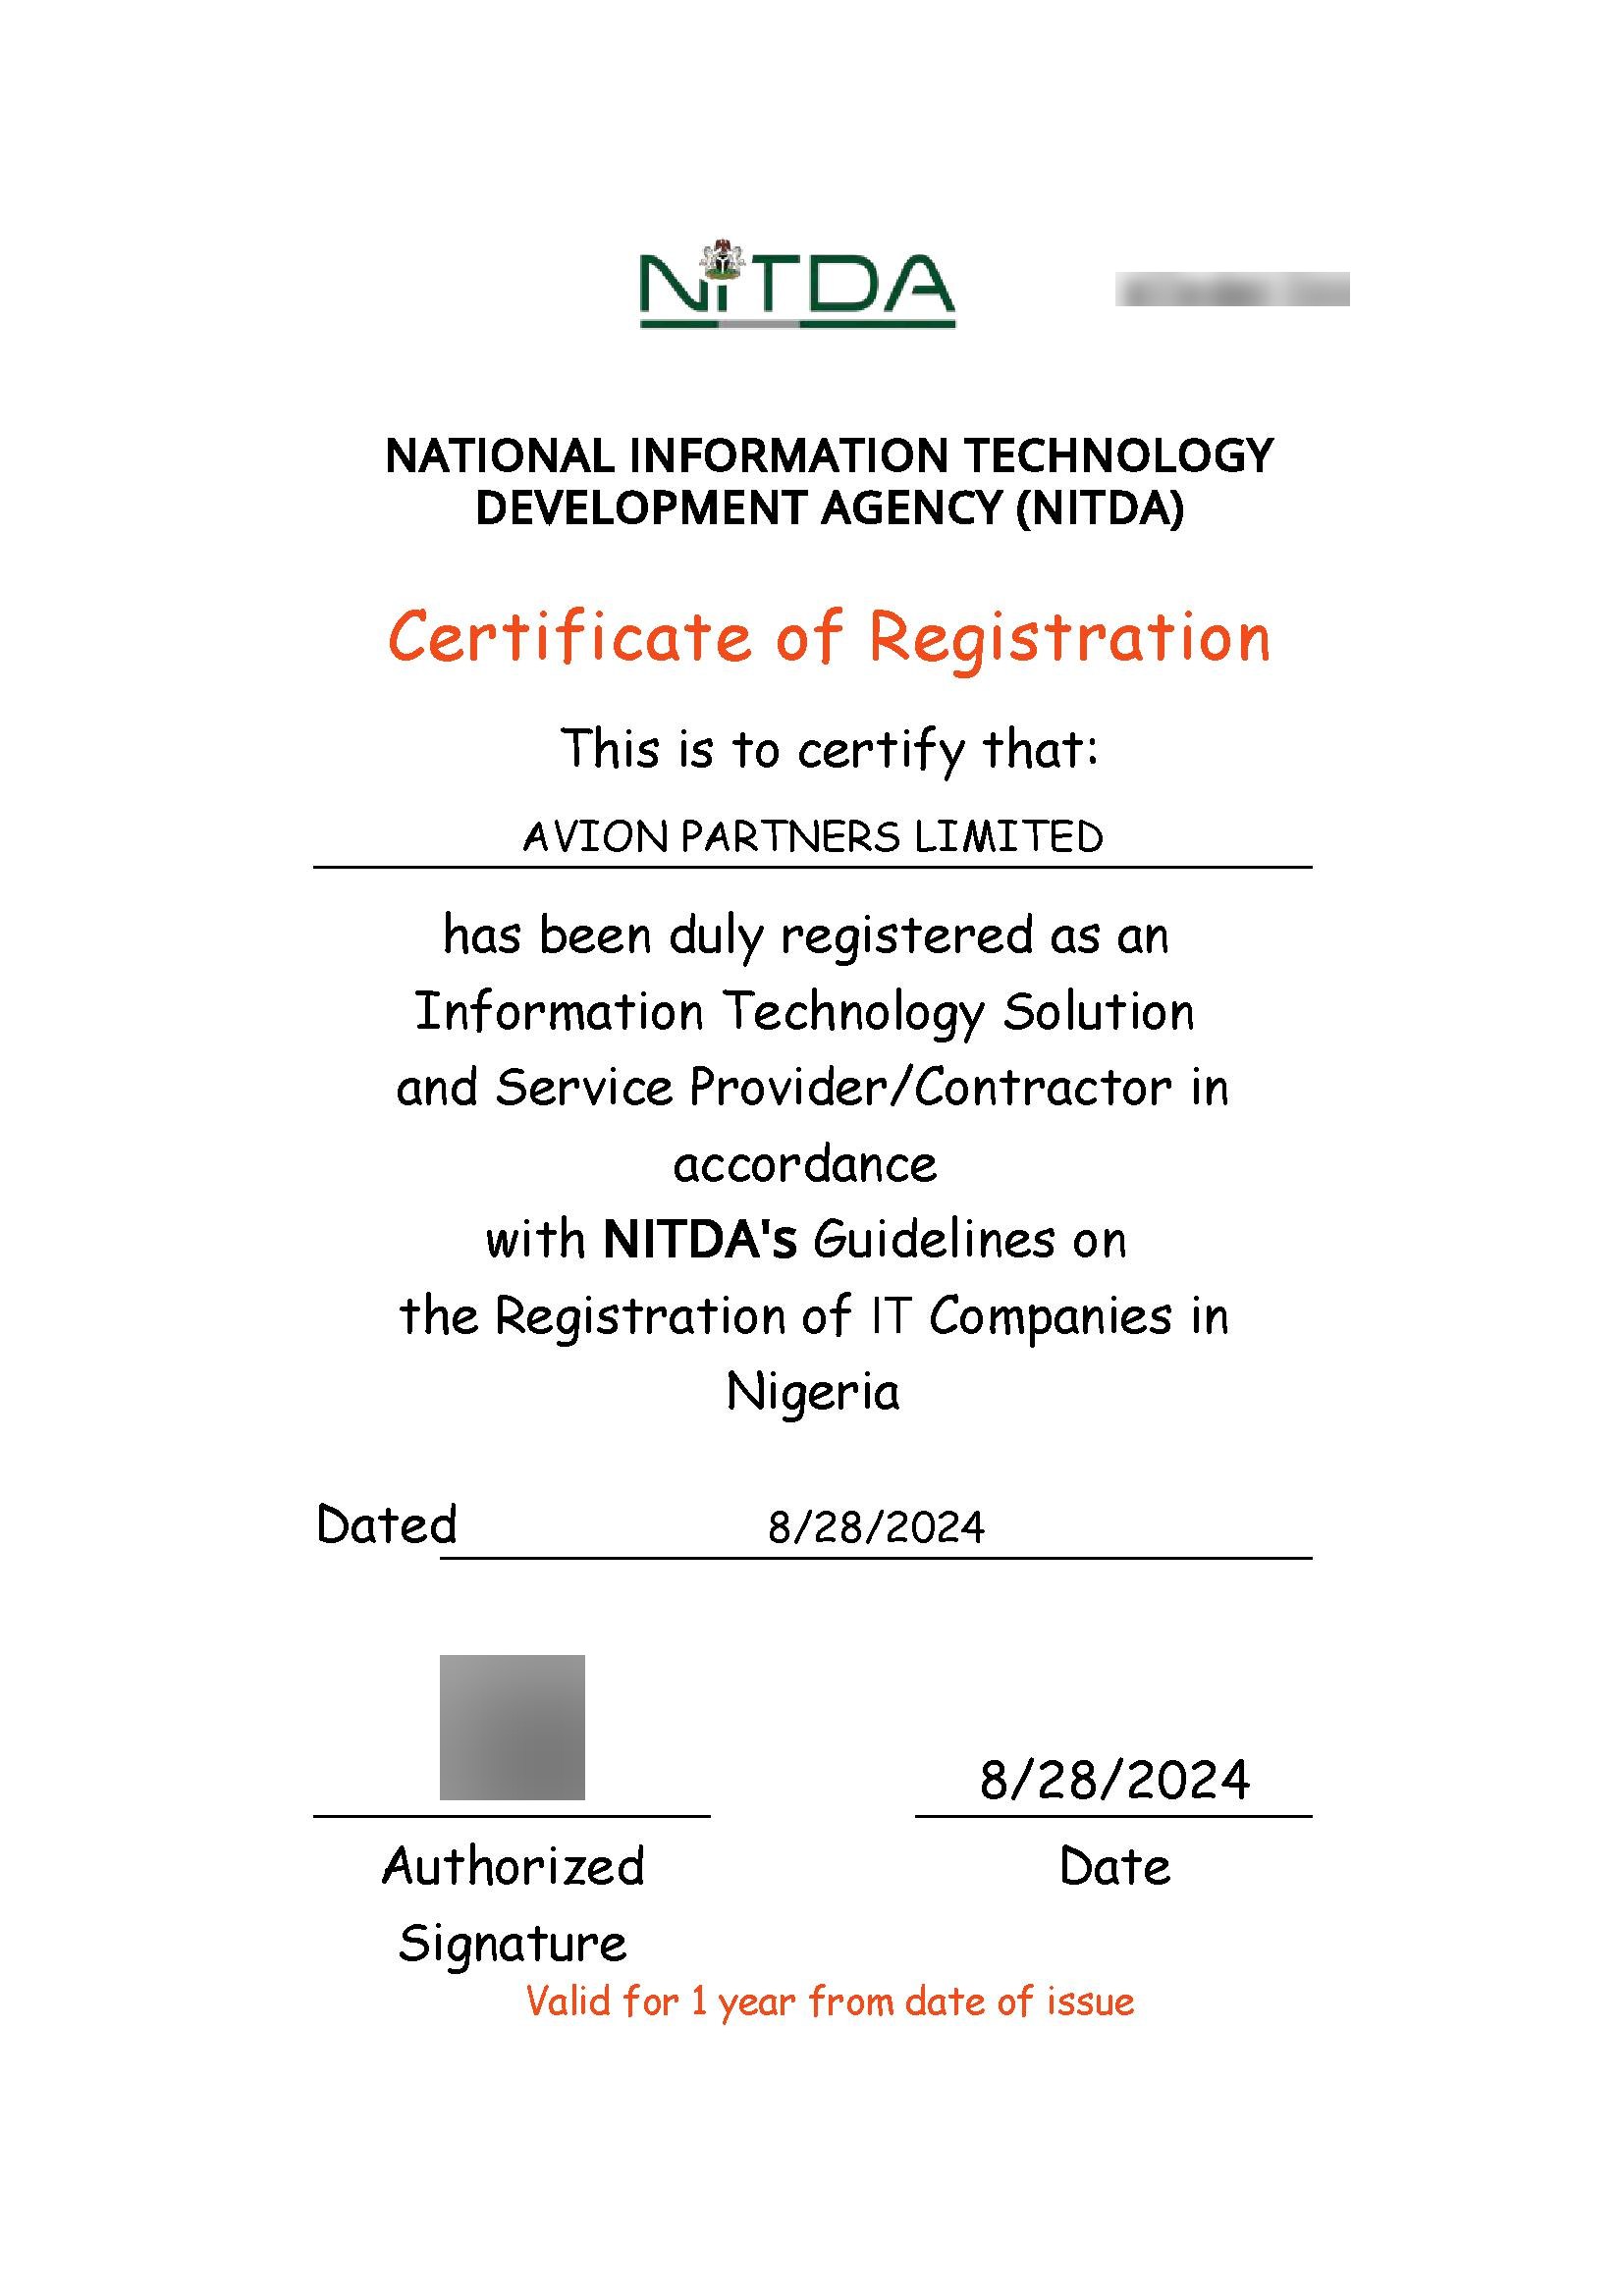 NiTDA
NATIONAL INFORMATION TECHNOLOGY
DEVELOPMENT AGENCY (NITDA)
Certificate of Registration
This is to certify that:
AVION PARTNERS LIMITED
has been duly registered as an
Information Technology Solution
and Service Provider/Contractor in
accordance
with NITDA's Guidelines on
the Registration of IT Companies in
Nigeria
Dated 8/28/2024
8/28/2024
Authorized Date
Signature
Valid for 1 year from date of issue